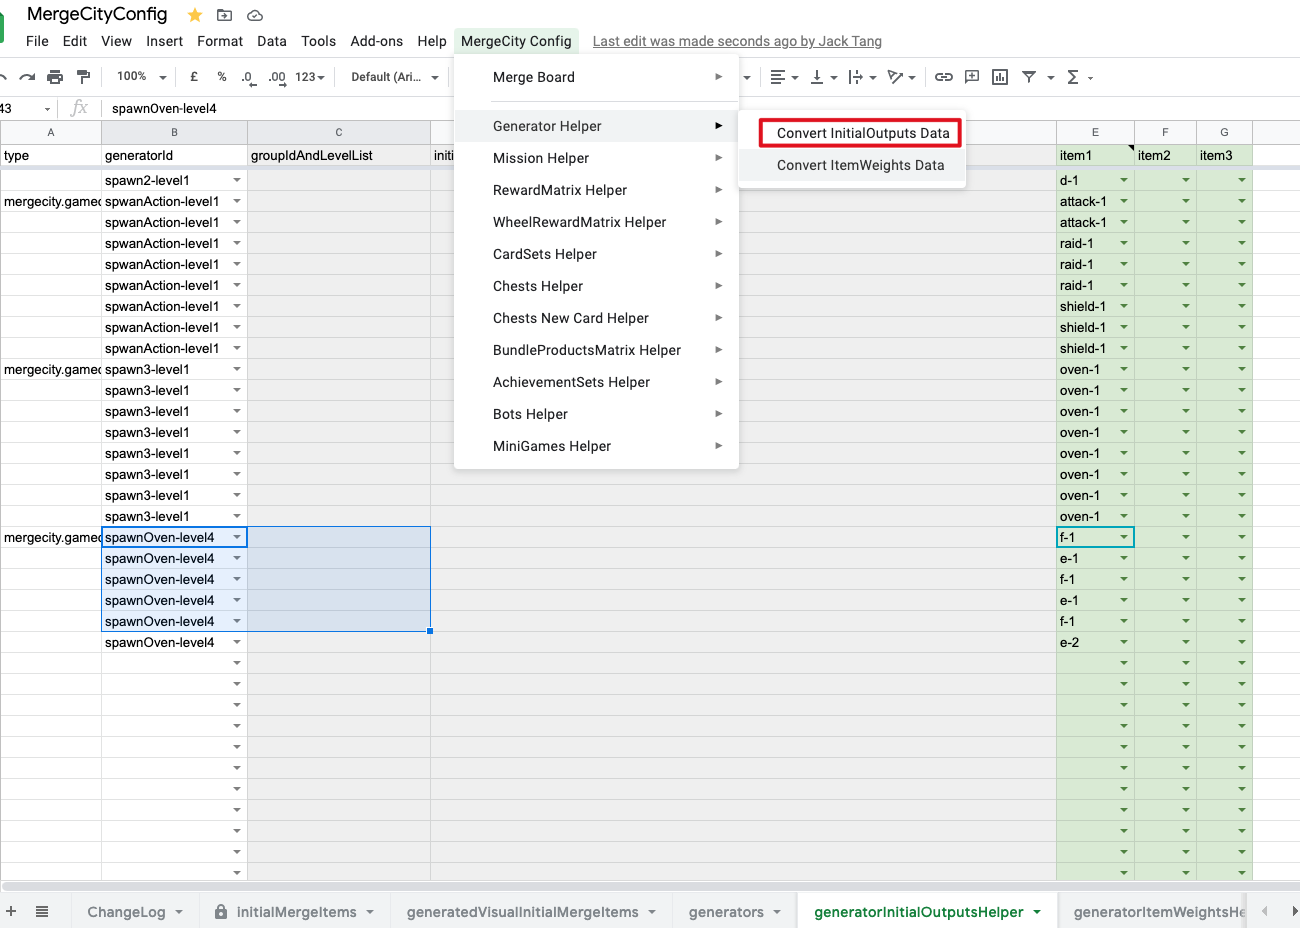 MergeCityConfig
File Edit View Insert Format Data Tools Add-ons Help MergeCity Config Last edit was made seconds ago by Jack Tang
100% £ % .0 .00 123 Default (Ari...
43 fx spawnOven-level4
A B C E F G
type generatorId groupIdAndLevelList initi item1 item2 item3
Merge Board
Generator Helper
Mission Helper
RewardMatrix Helper
WheelRewardMatrix Helper
CardSets Helper
Chests Helper
Chests New Card Helper
BundleProductsMatrix Helper
AchievementSets Helper
Bots Helper
MiniGames Helper
Convert InitialOutputs Data
Convert ItemWeights Data
spawn2-level1 d-1
mergecity.gamec spwanAction-level1 attack-1
spwanAction-level1 attack-1
spwanAction-level1 raid-1
spwanAction-level1 raid-1
spwanAction-level1 raid-1
spwanAction-level1 shield-1
spwanAction-level1 shield-1
spwanAction-level1 shield-1
mergecity.gamec spawn3-level1 oven-1
spawn3-level1 oven-1
spawn3-level1 oven-1
spawn3-level1 oven-1
spawn3-level1 oven-1
spawn3-level1 oven-1
spawn3-level1 oven-1
spawn3-level1 oven-1
mergecity.gamec spawnOven-level4 f-1
spawnOven-level4 e-1
spawnOven-level4 f-1
spawnOven-level4 e-1
spawnOven-level4 f-1
spawnOven-level4 e-2
ChangeLog initialMergeItems generatedVisualInitialMergeItems generators generatorInitialOutputsHelper generatorItemWeightsHe